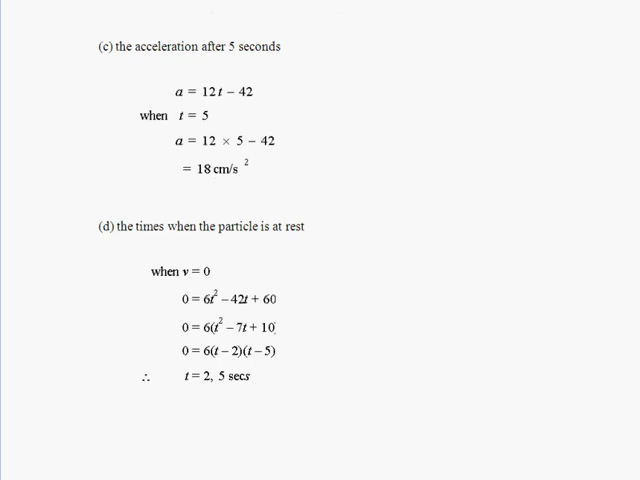 (c) the acceleration after 5 seconds
a = 12t − 42
when t = 5
a = 12 × 5 − 42
= 18 cm/s ²
(d) the times when the particle is at rest
when v = 0
0 = 6t² − 42t + 60
0 = 6(t² − 7t + 10)
0 = 6(t − 2)(t − 5)
∴ t = 2, 5 secs